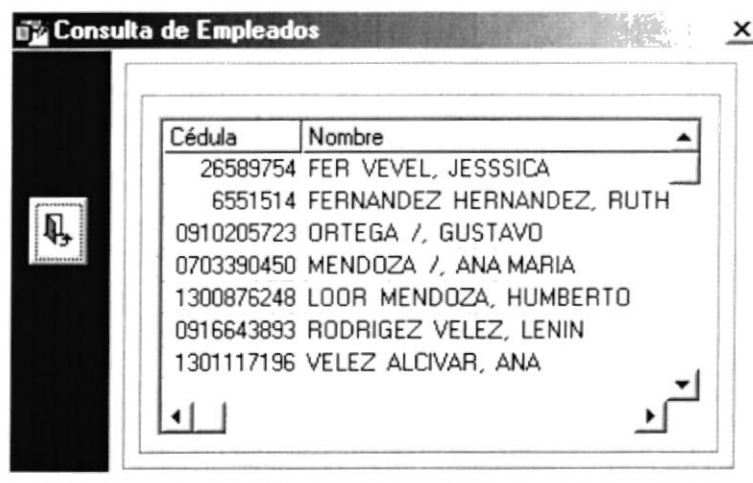 Consulta de Empleados
Cédula Nombre
26589754 FER VEVEL, JESSSICA
6551514 FERNANDEZ HERNANDEZ, RUTH
0910205723 ORTEGA /, GUSTAVO
0703390450 MENDOZA /, ANA MARIA
1300876248 LOOR MENDOZA, HUMBERTO
0916643893 RODRIGEZ VELEZ, LENIN
1301117196 VELEZ ALCIVAR, ANA